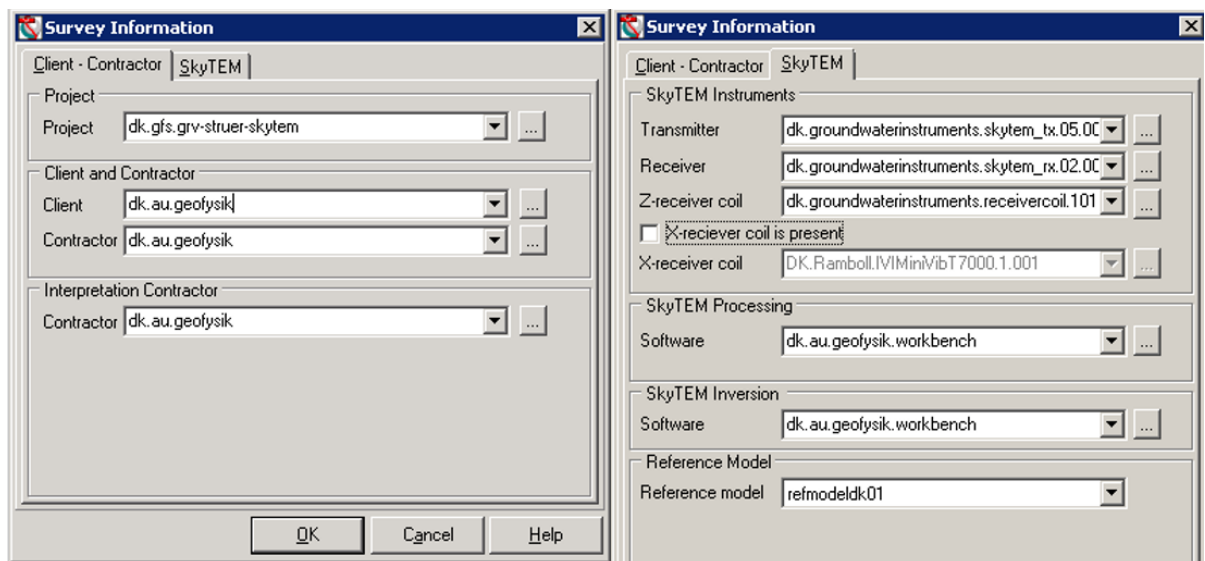 Survey Information
Client - Contractor SkyTEM
Project
Project dk.gfs.grv-struer-skytem ...
Client and Contractor
Client dk.au.geofysik ...
Contractor dk.au.geofysik ...
Interpretation Contractor
Contractor dk.au.geofysik ...
OK Cancel Help
Survey Information
Client - Contractor SkyTEM
SkyTEM Instruments
Transmitter dk.groundwaterinstruments.skytem_tx.05.00 ...
Receiver dk.groundwaterinstruments.skytem_rx.02.00 ...
Z-receiver coil dk.groundwaterinstruments.receivercoil.101 ...
X-reciever coil is present
X-receiver coil DK.Ramboll.IVIMiniVibT7000.1.001 ...
SkyTEM Processing
Software dk.au.geofysik.workbench ...
SkyTEM Inversion
Software dk.au.geofysik.workbench ...
Reference Model
Reference model refmodeldk01